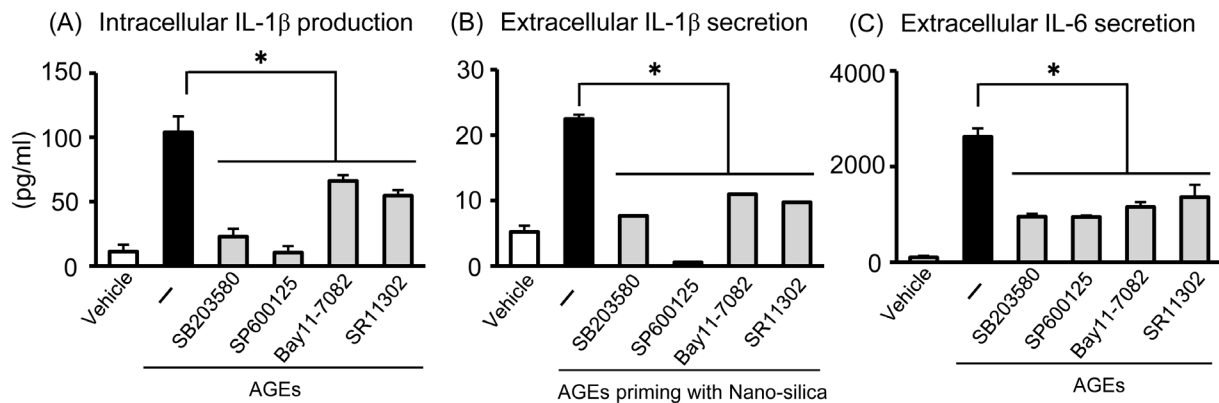 (A) Intracellular IL-1β production
(pg/ml)
150
100
50
0
*
Vehicle
—
SB203580
SP600125
Bay11-7082
SR11302
AGEs
(B) Extracellular IL-1β secretion
30
20
10
0
*
Vehicle
—
SB203580
SP600125
Bay11-7082
SR11302
AGEs priming with Nano-silica
(C) Extracellular IL-6 secretion
4000
2000
0
*
Vehicle
—
SB203580
SP600125
Bay11-7082
SR11302
AGEs